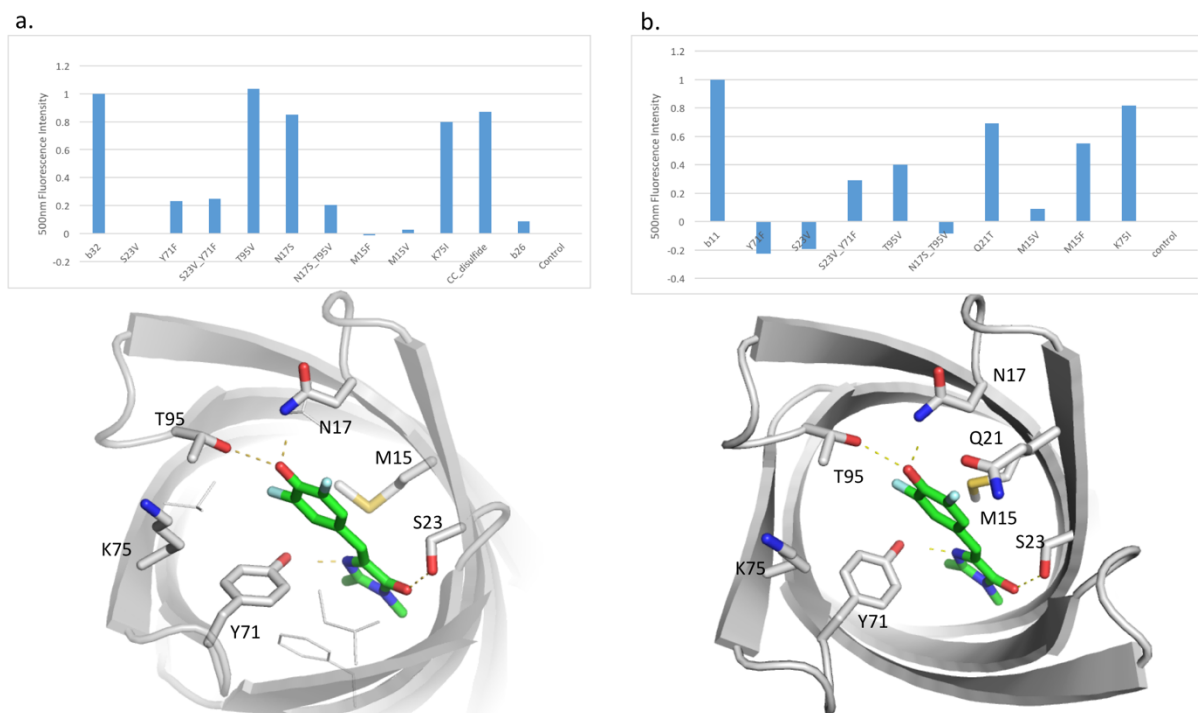 a.
500nm Fluorescence Intensity
1.2
1
0.8
0.6
0.4
0.2
0
-0.2
b32
S23V
Y71F
S23V_Y71F
T95V
N17S
N17S_T95V
M15F
M15V
K75I
CC_disulfide
b26
Control
T95
N17
M15
S23
K75
Y71
b.
500nm Fluorescence Intensity
1.2
1
0.8
0.6
0.4
0.2
0
-0.2
-0.4
b11
Y71F
S23V
S23V_Y71F
T95V
N17S_T95V
Q21T
M15V
M15F
K75I
control
N17
Q21
T95
M15
S23
K75
Y71